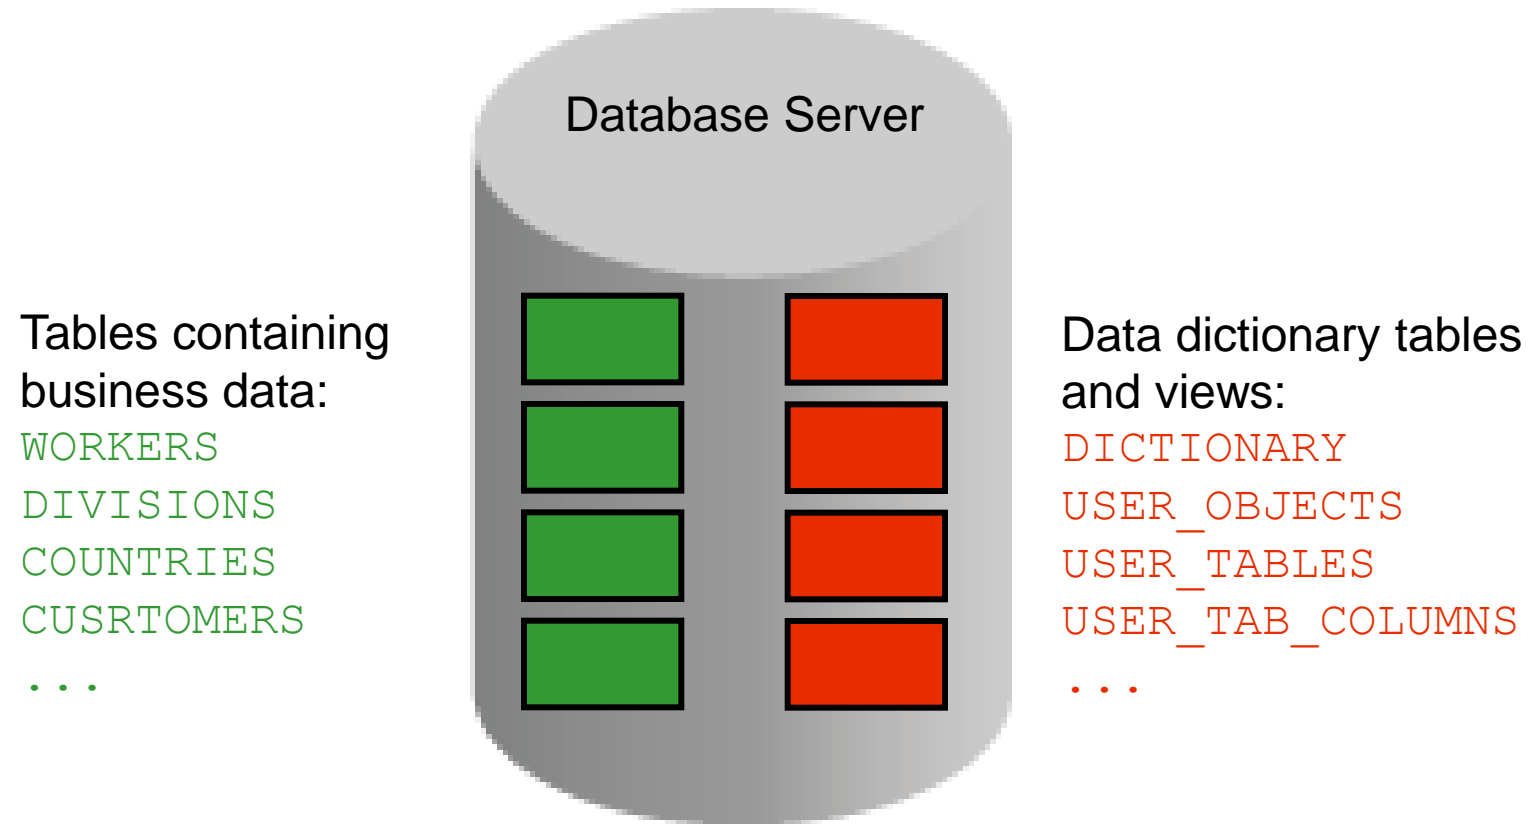 Database Server
Tables containing
business data:
WORKERS
DIVISIONS
COUNTRIES
CUSRTOMERS
...
Data dictionary tables
and views:
DICTIONARY
USER_OBJECTS
USER_TABLES
USER_TAB_COLUMNS
...